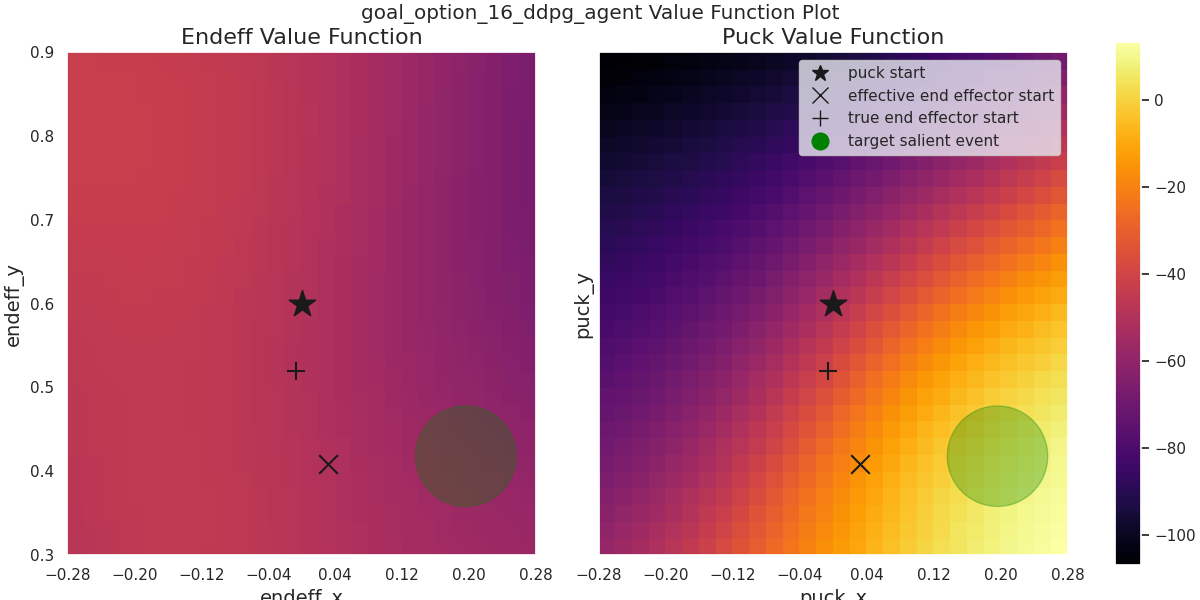 goal_option_16_ddpg_agent Value Function Plot
Endeff Value Function
0.9
0.8
0.7
0.6
0.5
0.4
0.3
endeff_y
−0.28 −0.20 −0.12 −0.04 0.04 0.12 0.20 0.28
endeff_x
Puck Value Function
puck start
effective end effector start
true end effector start
target salient event
puck_y
−0.28 −0.20 −0.12 −0.04 0.04 0.12 0.20 0.28
puck_x
0
−20
−40
−60
−80
−100